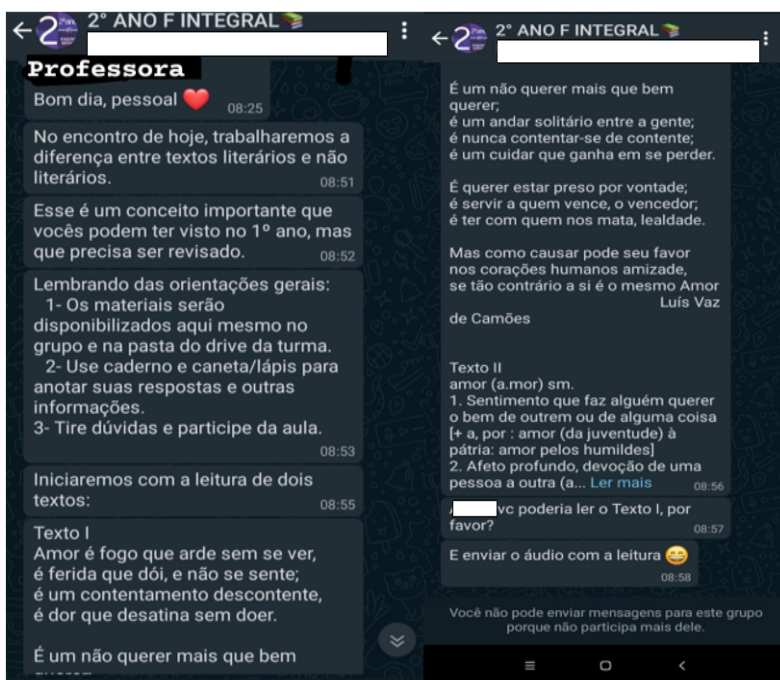 2° ANO F INTEGRAL
Professora
Bom dia, pessoal ❤️
08:25
No encontro de hoje, trabalharemos a
diferença entre textos literários e não
literários.
08:51
Esse é um conceito importante que
vocês podem ter visto no 1º ano, mas
que precisa ser revisado.
08:52
Lembrando das orientações gerais:
1- Os materiais serão
disponibilizados aqui mesmo no
grupo e na pasta do drive da turma.
2- Use caderno e caneta/lápis para
anotar suas respostas e outras
informações.
3- Tire dúvidas e participe da aula.
08:53
Iniciaremos com a leitura de dois
textos:
08:55
Texto I
Amor é fogo que arde sem se ver,
é ferida que dói, e não se sente;
é um contentamento descontente,
é dor que desatina sem doer.
É um não querer mais que bem
2° ANO F INTEGRAL
É um não querer mais que bem
querer;
é um andar solitário entre a gente;
é nunca contentar-se de contente;
é um cuidar que ganha em se perder.
É querer estar preso por vontade;
é servir a quem vence, o vencedor;
é ter com quem nos mata, lealdade.
Mas como causar pode seu favor
nos corações humanos amizade,
se tão contrário a si é o mesmo Amor
Luís Vaz
de Camões
Texto II
amor (a.mor) sm.
1. Sentimento que faz alguém querer
o bem de outrem ou de alguma coisa
[+ a, por : amor (da juventude) à
pátria: amor pelos humildes]
2. Afeto profundo, devoção de uma
pessoa a outra (a... Ler mais
08:56
vc poderia ler o Texto I, por
favor?
08:57
E enviar o áudio com a leitura 😄
08:58
Você não pode enviar mensagens para este grupo
porque não participa mais dele.